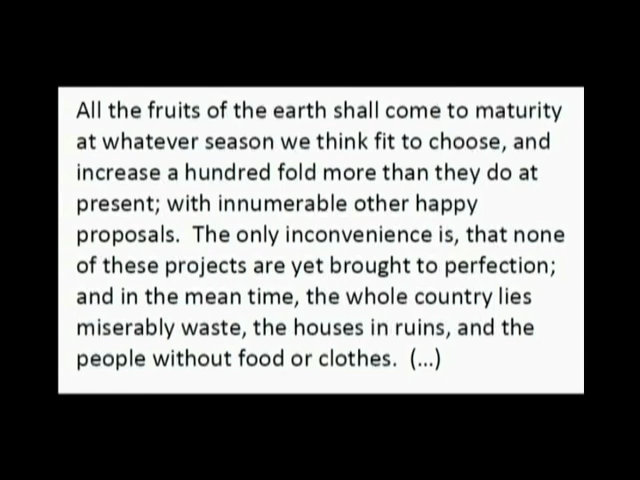 All the fruits of the earth shall come to maturity
at whatever season we think fit to choose, and
increase a hundred fold more than they do at
present; with innumerable other happy
proposals.  The only inconvenience is, that none
of these projects are yet brought to perfection;
and in the mean time, the whole country lies
miserably waste, the houses in ruins, and the
people without food or clothes.  (...)